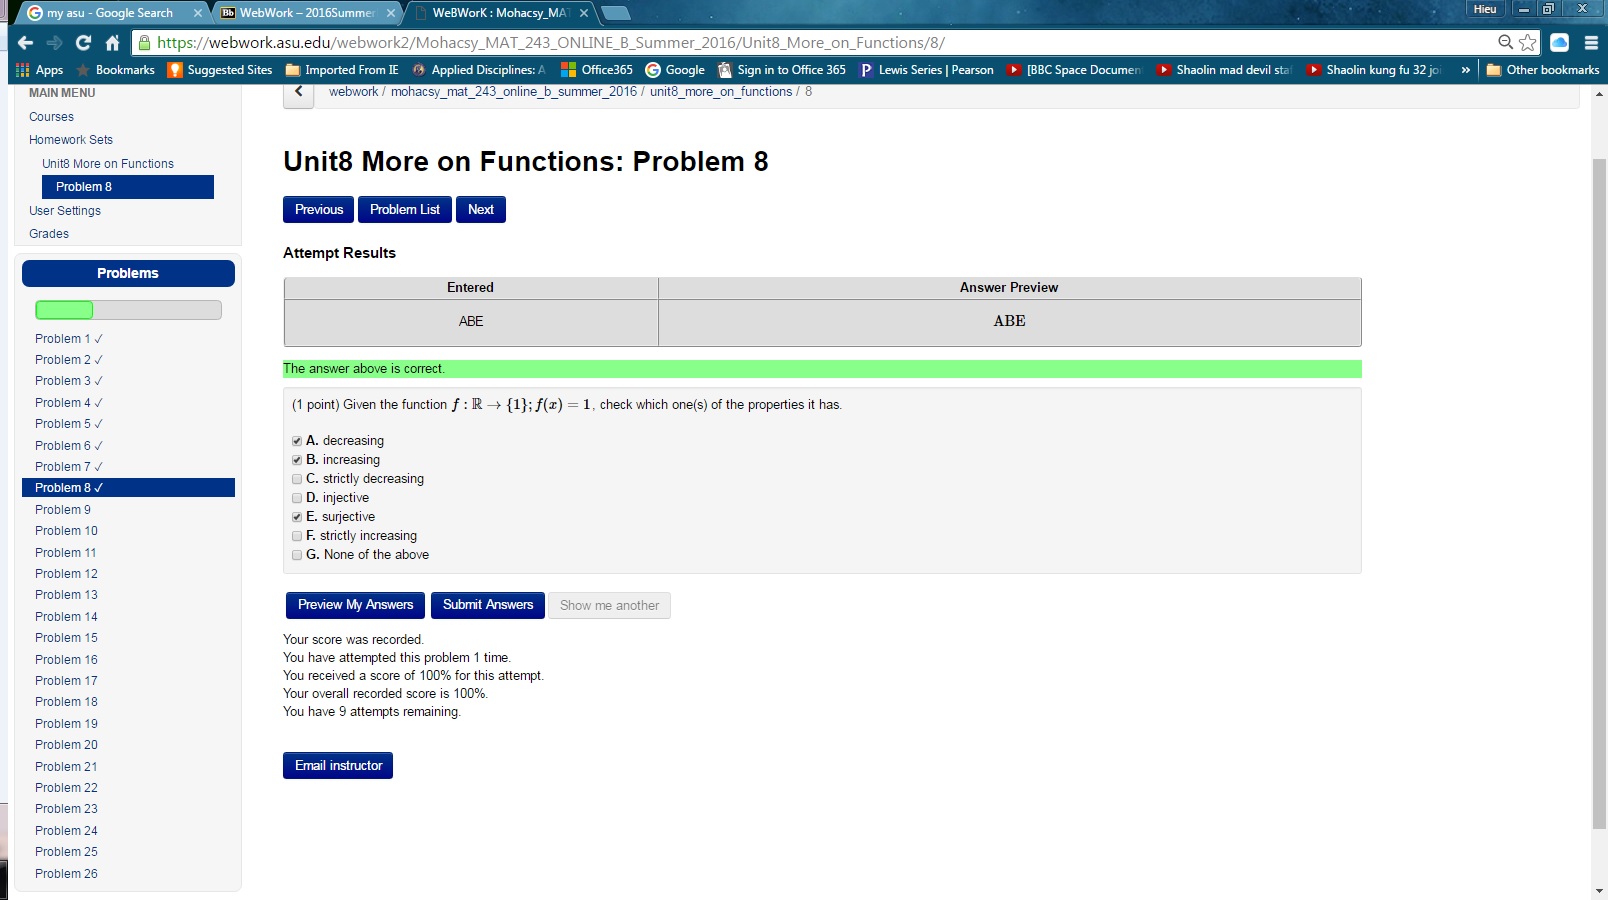 my asu - Google Search
Bb WebWork – 2016Summer
WeBWorK : Mohacsy_MAT
Hieu
https://webwork.asu.edu/webwork2/Mohacsy_MAT_243_ONLINE_B_Summer_2016/Unit8_More_on_Functions/8/
Apps Bookmarks Suggested Sites Imported From IE Applied Disciplines: A Office365 Google Sign in to Office 365 Lewis Series | Pearson [BBC Space Documen Shaolin mad devil staf Shaolin kung fu 32 joi » Other bookmarks
MAIN MENU
Courses
Homework Sets
Unit8 More on Functions
Problem 8
User Settings
Grades
Problems
Problem 1 ✓
Problem 2 ✓
Problem 3 ✓
Problem 4 ✓
Problem 5 ✓
Problem 6 ✓
Problem 7 ✓
Problem 8 ✓
Problem 9
Problem 10
Problem 11
Problem 12
Problem 13
Problem 14
Problem 15
Problem 16
Problem 17
Problem 18
Problem 19
Problem 20
Problem 21
Problem 22
Problem 23
Problem 24
Problem 25
Problem 26
webwork / mohacsy_mat_243_online_b_summer_2016 / unit8_more_on_functions / 8
Unit8 More on Functions: Problem 8
Previous Problem List Next
Attempt Results
Entered Answer Preview
ABE ABE
The answer above is correct.
(1 point) Given the function f : ℝ → {1}; f(x) = 1, check which one(s) of the properties it has.
A. decreasing
B. increasing
C. strictly decreasing
D. injective
E. surjective
F. strictly increasing
G. None of the above
Preview My Answers Submit Answers Show me another
Your score was recorded.
You have attempted this problem 1 time.
You received a score of 100% for this attempt.
Your overall recorded score is 100%.
You have 9 attempts remaining.
Email instructor